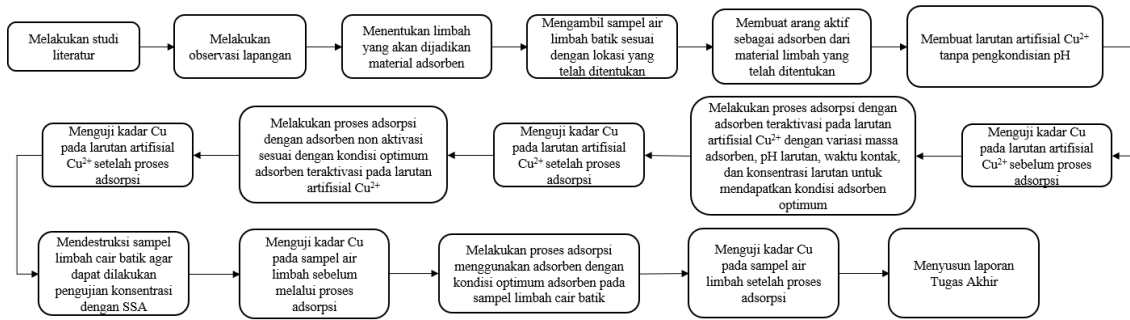 Melakukan studi
literatur
Melakukan
observasi lapangan
Menentukan limbah
yang akan dijadikan
material adsorben
Mengambil sampel air
limbah batik sesuai
dengan lokasi yang
telah ditentukan
Membuat arang aktif
sebagai adsorben dari
material limbah yang
telah ditentukan
Membuat larutan artifisial Cu²⁺
tanpa pengkondisian pH
Menguji kadar Cu
pada larutan artifisial
Cu²⁺ sebelum proses
adsorpsi
Melakukan proses adsorpsi dengan
adsorben teraktivasi pada larutan
artifisial Cu²⁺ dengan variasi massa
adsorben, pH larutan, waktu kontak,
dan konsentrasi larutan untuk
mendapatkan kondisi adsorben
optimum
Menguji kadar Cu
pada larutan artifisial
Cu²⁺ setelah proses
adsorpsi
Melakukan proses adsorpsi
dengan adsorben non aktivasi
sesuai dengan kondisi optimum
adsorben teraktivasi pada larutan
artifisial Cu²⁺
Menguji kadar Cu
pada larutan artifisial
Cu²⁺ setelah proses
adsorpsi
Mendestruksi sampel
limbah cair batik agar
dapat dilakukan
pengujian konsentrasi
dengan SSA
Menguji kadar Cu
pada sampel air
limbah sebelum
melalui proses
adsorpsi
Melakukan proses adsorpsi
menggunakan adsorben dengan
kondisi optimum adsorben pada
sampel limbah cair batik
Menguji kadar Cu
pada sampel air
limbah setelah proses
adsorpsi
Menyusun laporan
Tugas Akhir